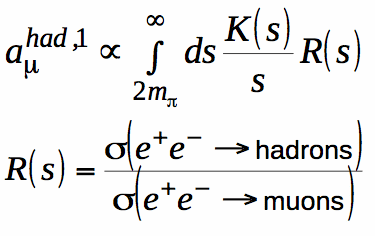 a_μ^{had,1} ∝ ∫_{2m_π}^{∞} ds K(s)/s R(s)
R(s) = σ(e⁺e⁻ → hadrons)/σ(e⁺e⁻ → muons)